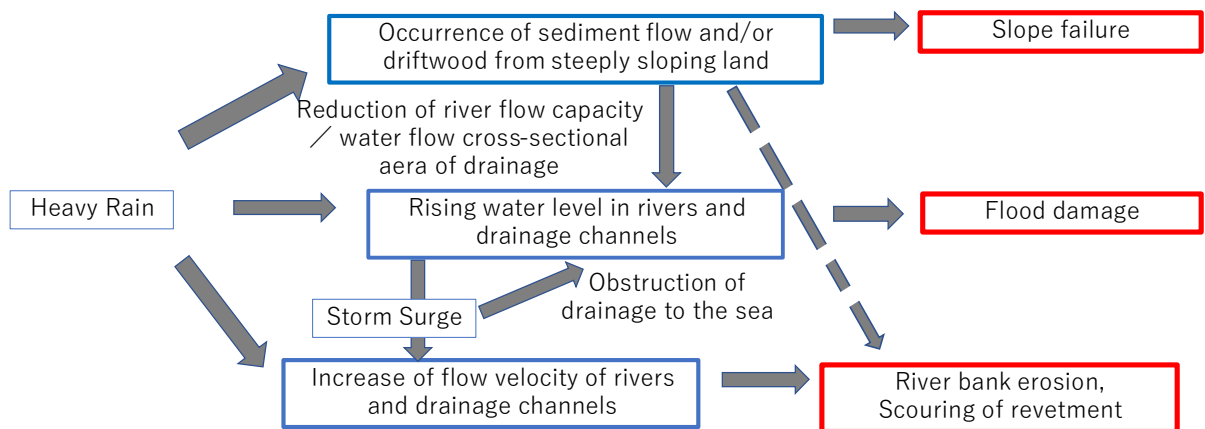 Occurrence of sediment flow and/or
driftwood from steeply sloping land
Slope failure
Reduction of river flow capacity
／ water flow cross-sectional
aera of drainage
Heavy Rain
Rising water level in rivers and
drainage channels
Flood damage
Obstruction of
drainage to the sea
Storm Surge
Increase of flow velocity of rivers
and drainage channels
River bank erosion,
Scouring of revetment